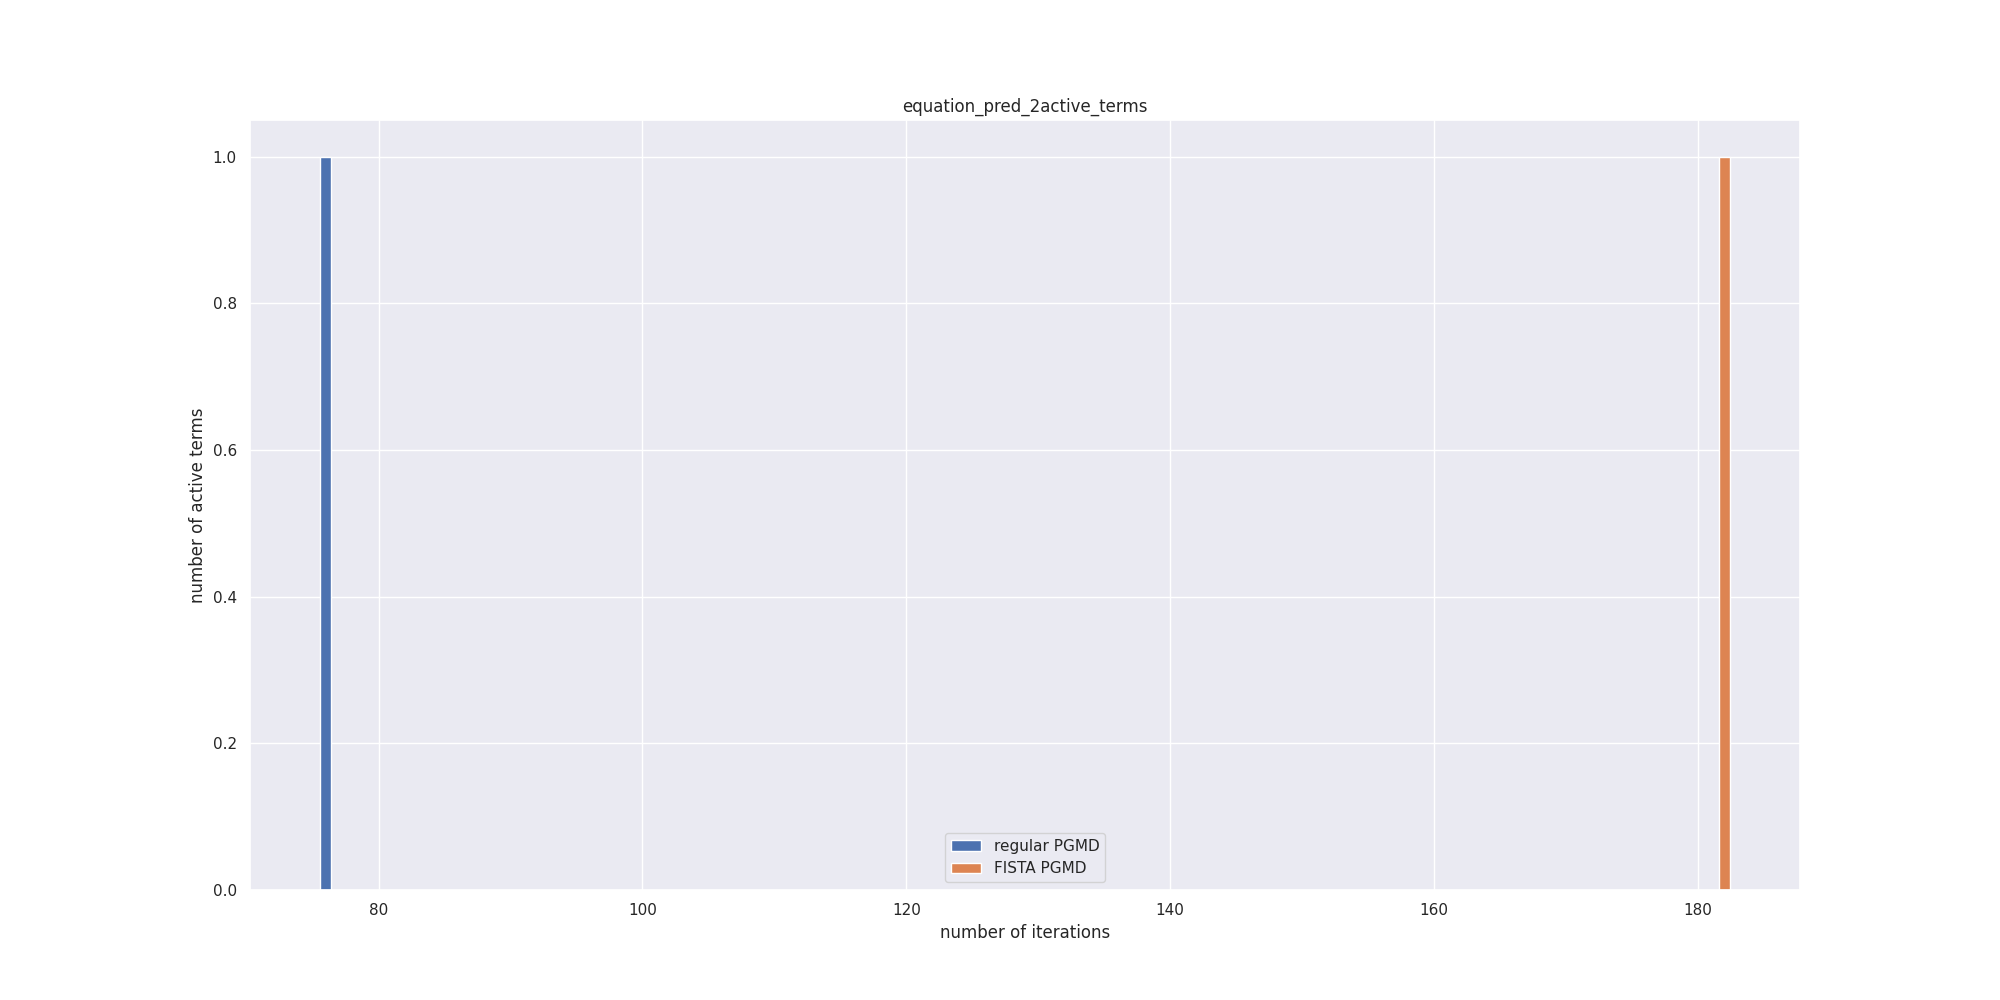 equation_pred_2active_terms
1.0
0.8
0.6
0.4
0.2
0.0
number of active terms
regular PGMD
FISTA PGMD
80 100 120 140 160 180
number of iterations